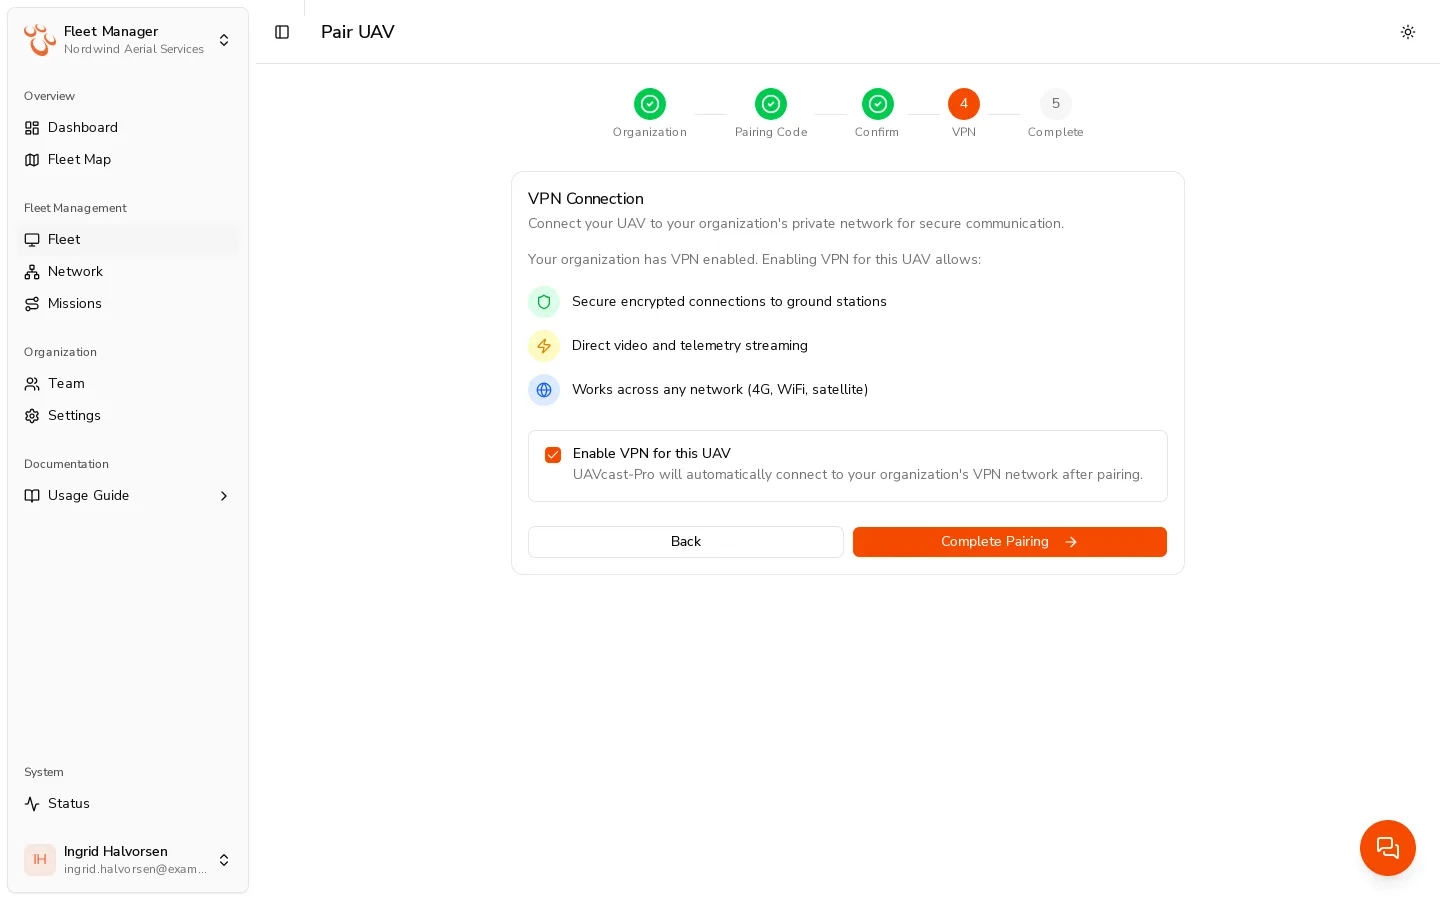 Fleet Manager
Nordwind Aerial Services
Overview
Dashboard
Fleet Map
Fleet Management
Fleet
Network
Missions
Organization
Team
Settings
Documentation
Usage Guide
System
Status
IH
Ingrid Halvorsen
ingrid.halvorsen@exam...
Pair UAV
Organization
Pairing Code
Confirm
4
VPN
5
Complete
VPN Connection
Connect your UAV to your organization's private network for secure communication.
Your organization has VPN enabled. Enabling VPN for this UAV allows:
Secure encrypted connections to ground stations
Direct video and telemetry streaming
Works across any network (4G, WiFi, satellite)
Enable VPN for this UAV
UAVcast-Pro will automatically connect to your organization's VPN network after pairing.
Back
Complete Pairing